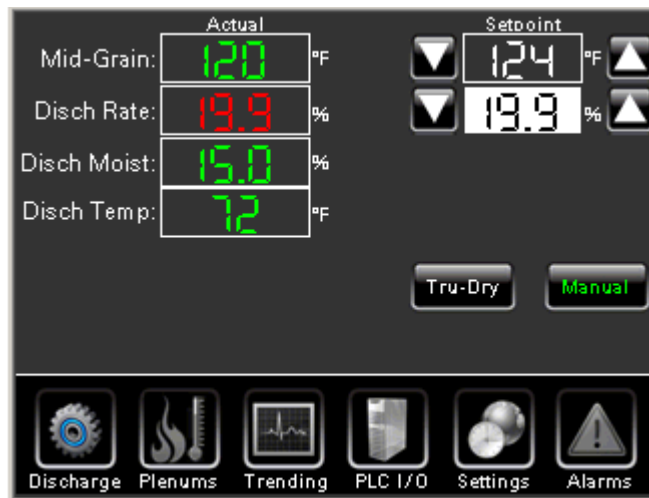 Actual Setpoint
Mid-Grain: 120 °F 124 °F
Disch Rate: 19.9 % 19.9 %
Disch Moist: 15.0 %
Disch Temp: 72 °F
Tru-Dry Manual
Discharge Plenums Trending PLC I/O Settings Alarms